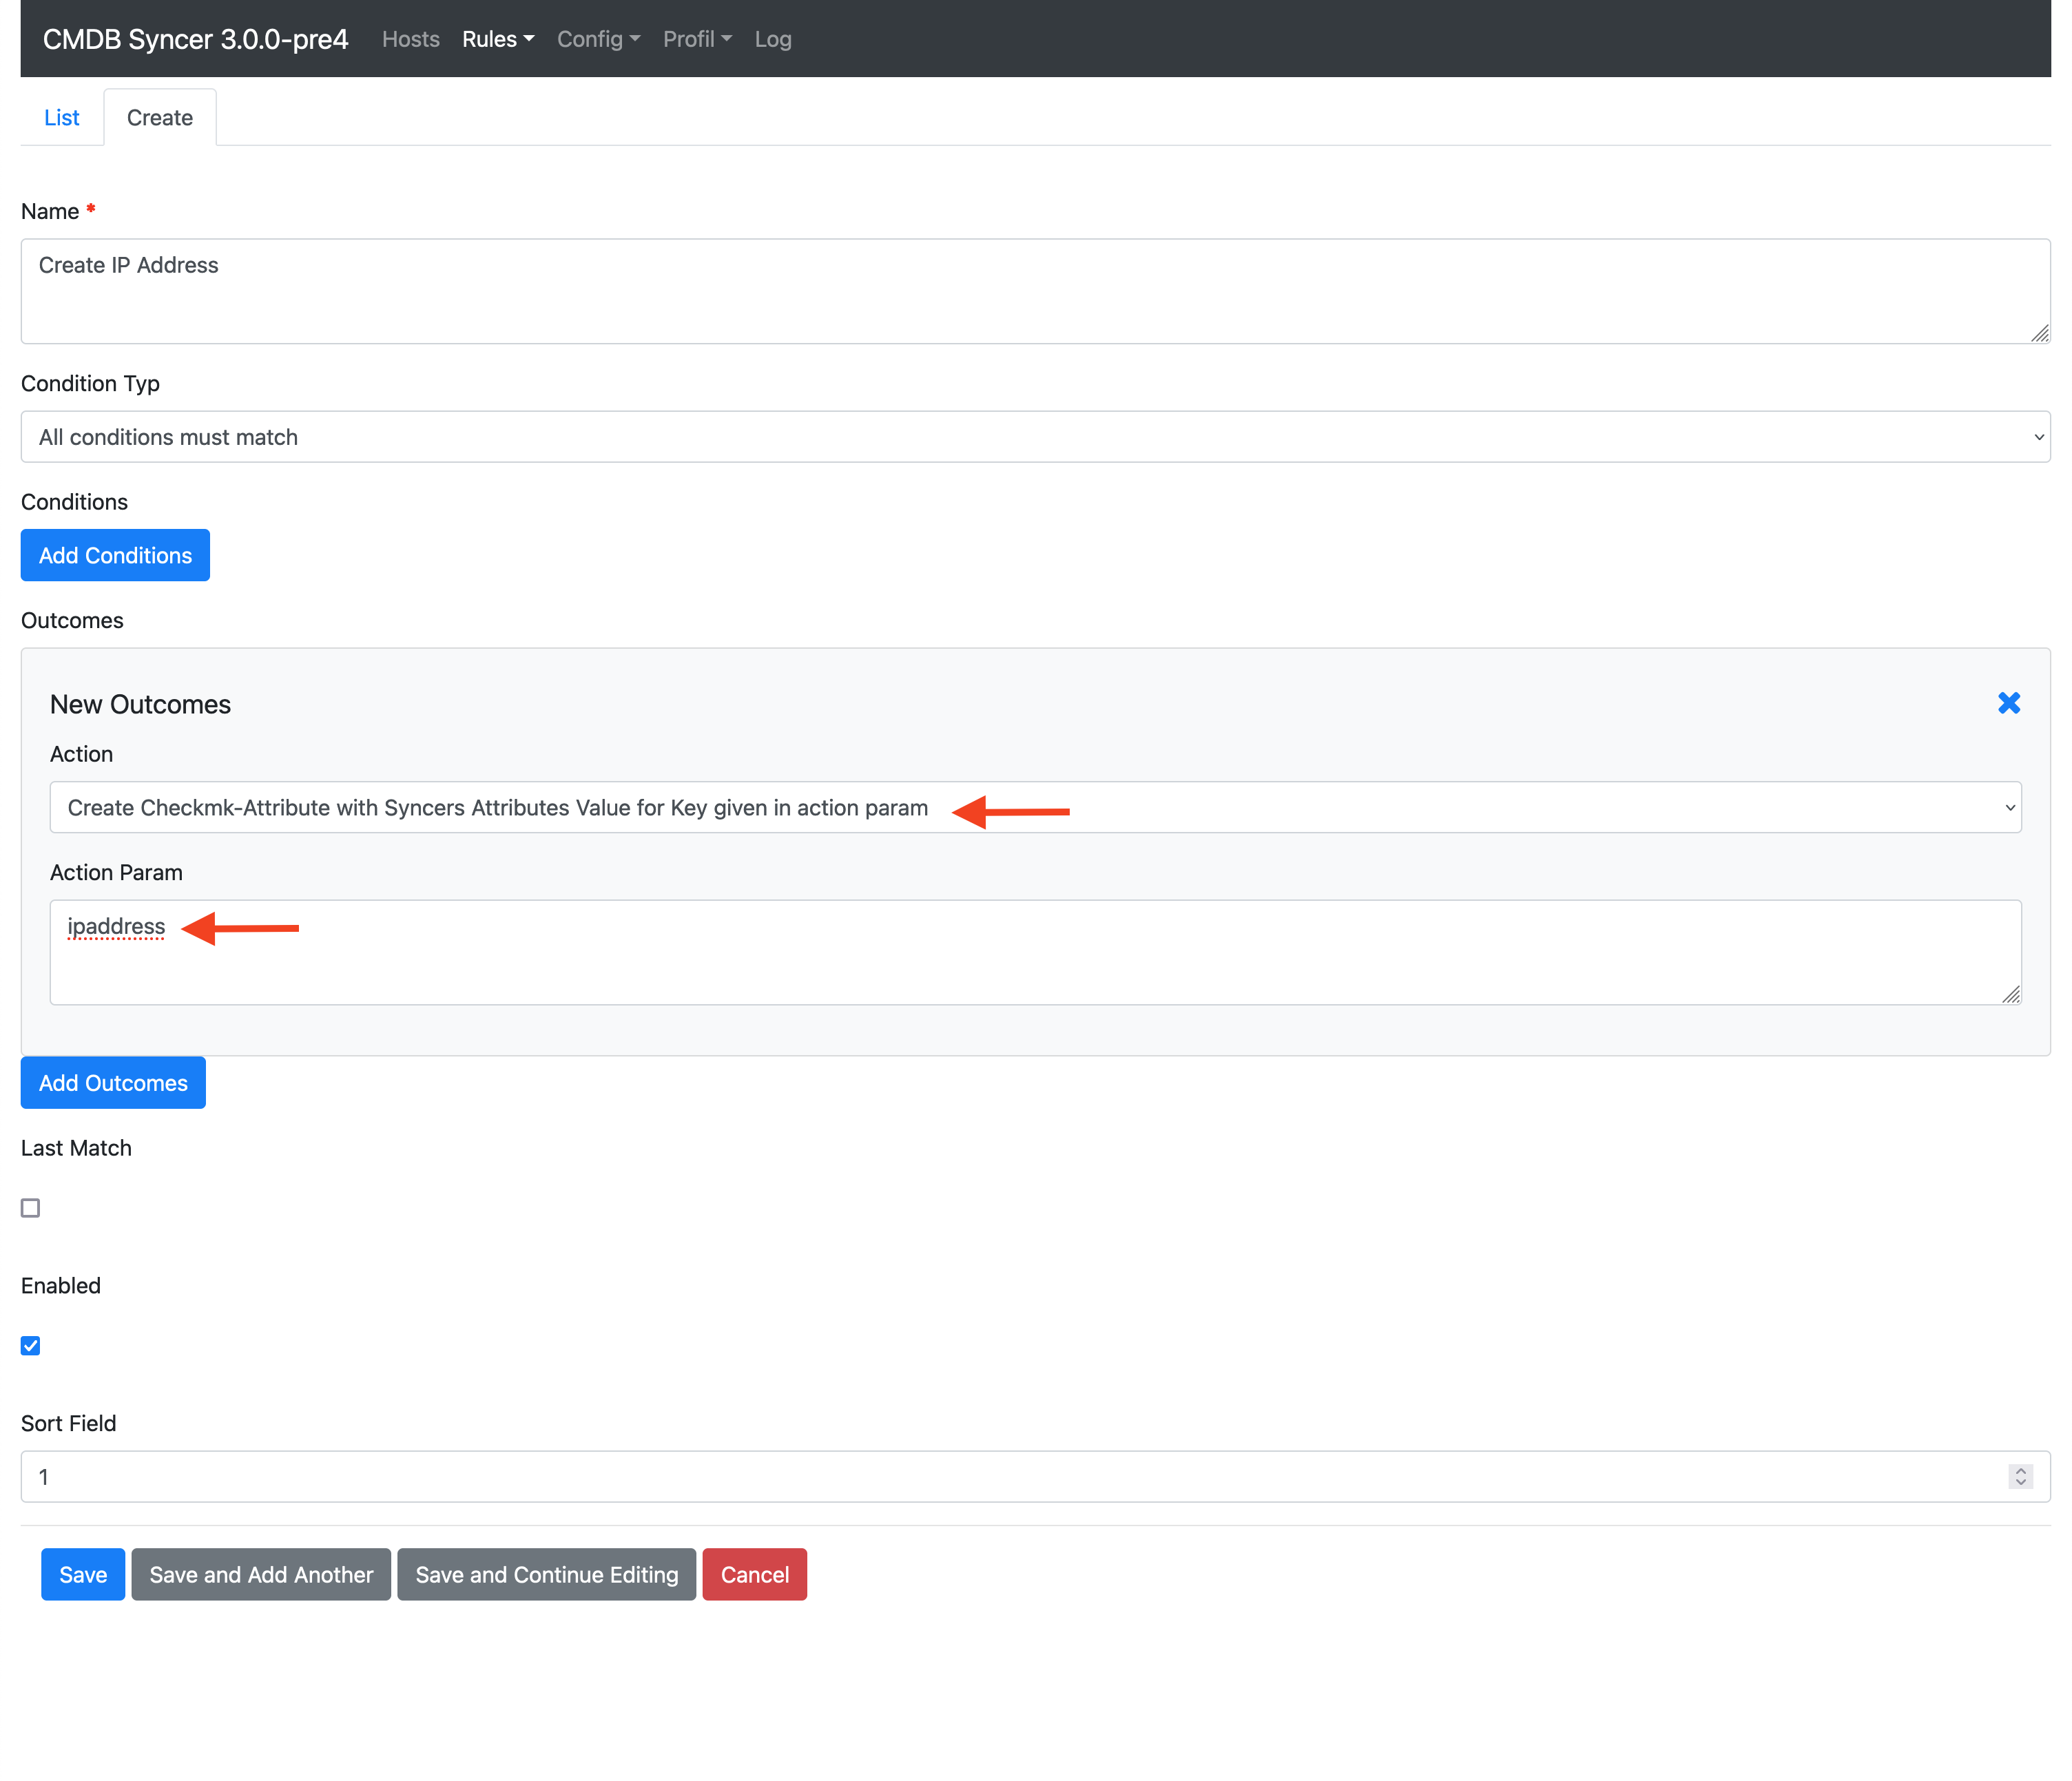 CMDB Syncer 3.0.0-pre4 Hosts Rules Config Profil Log
List Create
Name *
Create IP Address
Condition Typ
All conditions must match
Conditions
Add Conditions
Outcomes
New Outcomes
Action
Create Checkmk-Attribute with Syncers Attributes Value for Key given in action param
Action Param
ipaddress
Add Outcomes
Last Match
Enabled
Sort Field
1
Save Save and Add Another Save and Continue Editing Cancel